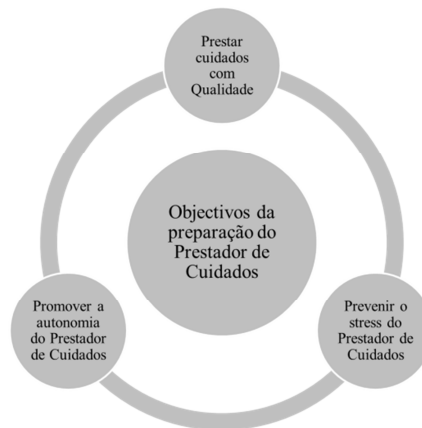 Prestar
cuidados
com
Qualidade
Objectivos da
preparação do
Prestador de
Cuidados
Promover a
autonomia
do Prestador
de Cuidados
Prevenir o
stress do
Prestador de
Cuidados